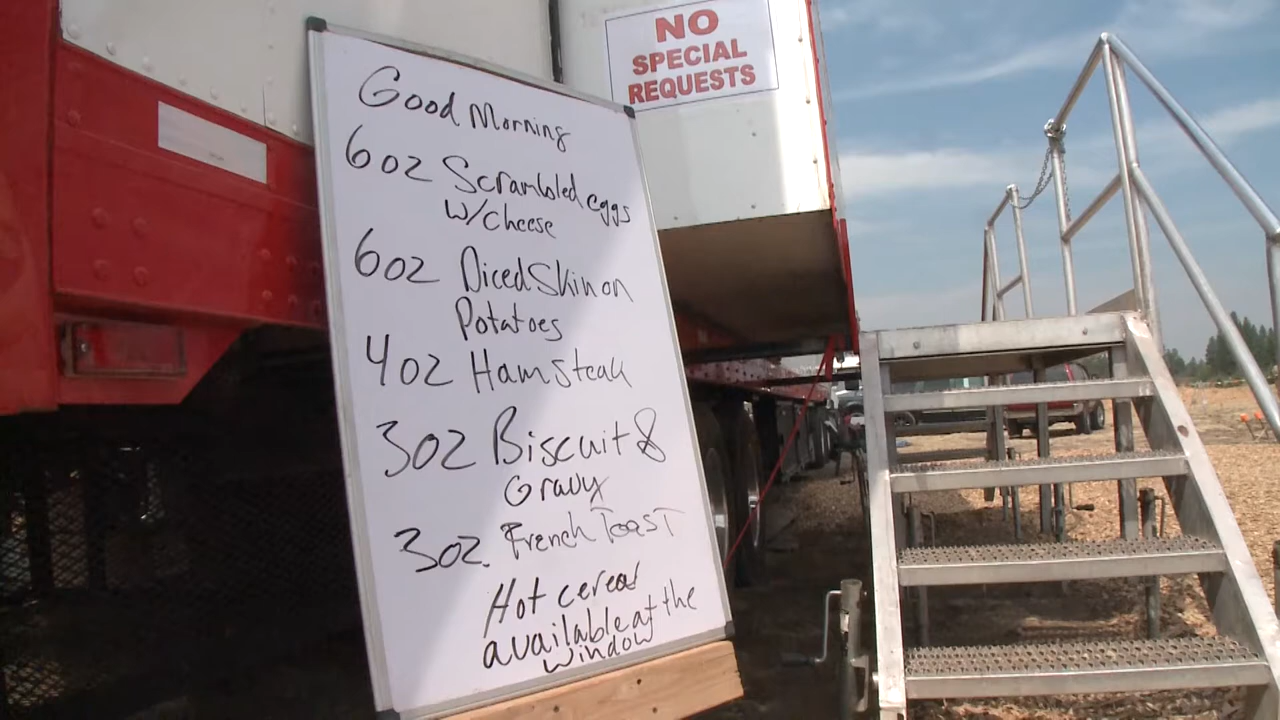 NO
SPECIAL
REQUESTS
Good Morning
6oz Scrambled eggs
w/cheese
6oz Diced Skin on
Potatoes
4oz Ham steak
3oz Biscuit &
Gravy
3oz. French Toast
Hot cereal
available at the
window